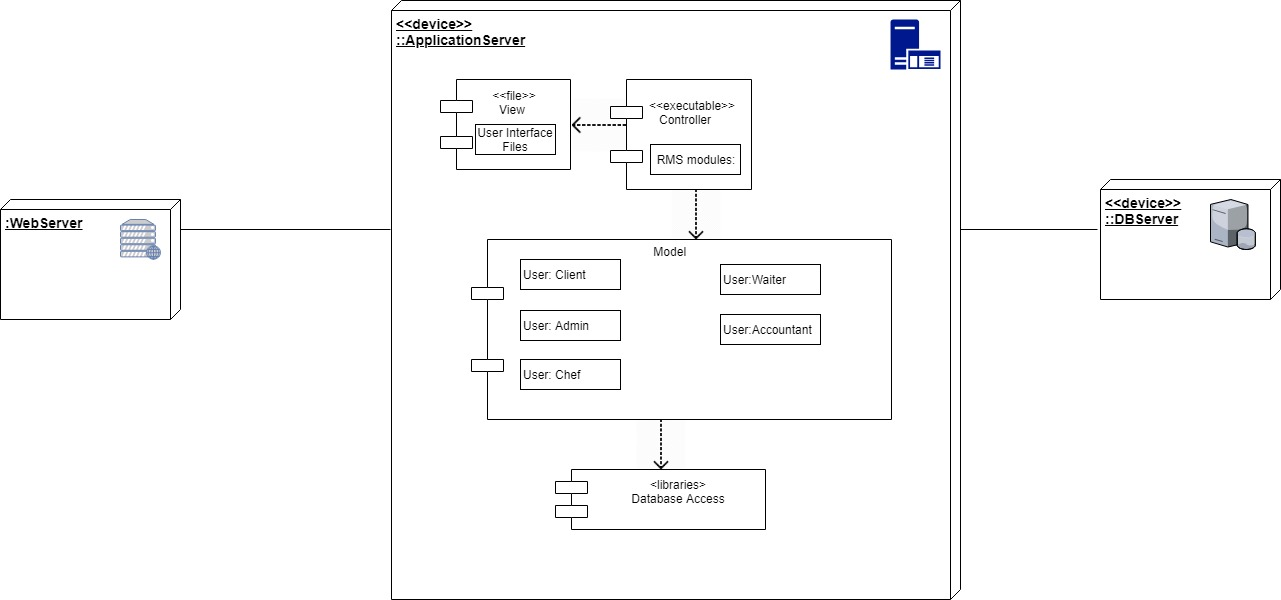 <<device>>
::ApplicationServer
<<file>>
View
User Interface
Files
<<executable>>
Controller
RMS modules:
:WebServer
<<device>>
::DBServer
Model
User: Client
User:Waiter
User: Admin
User:Accountant
User: Chef
<libraries>
Database Access